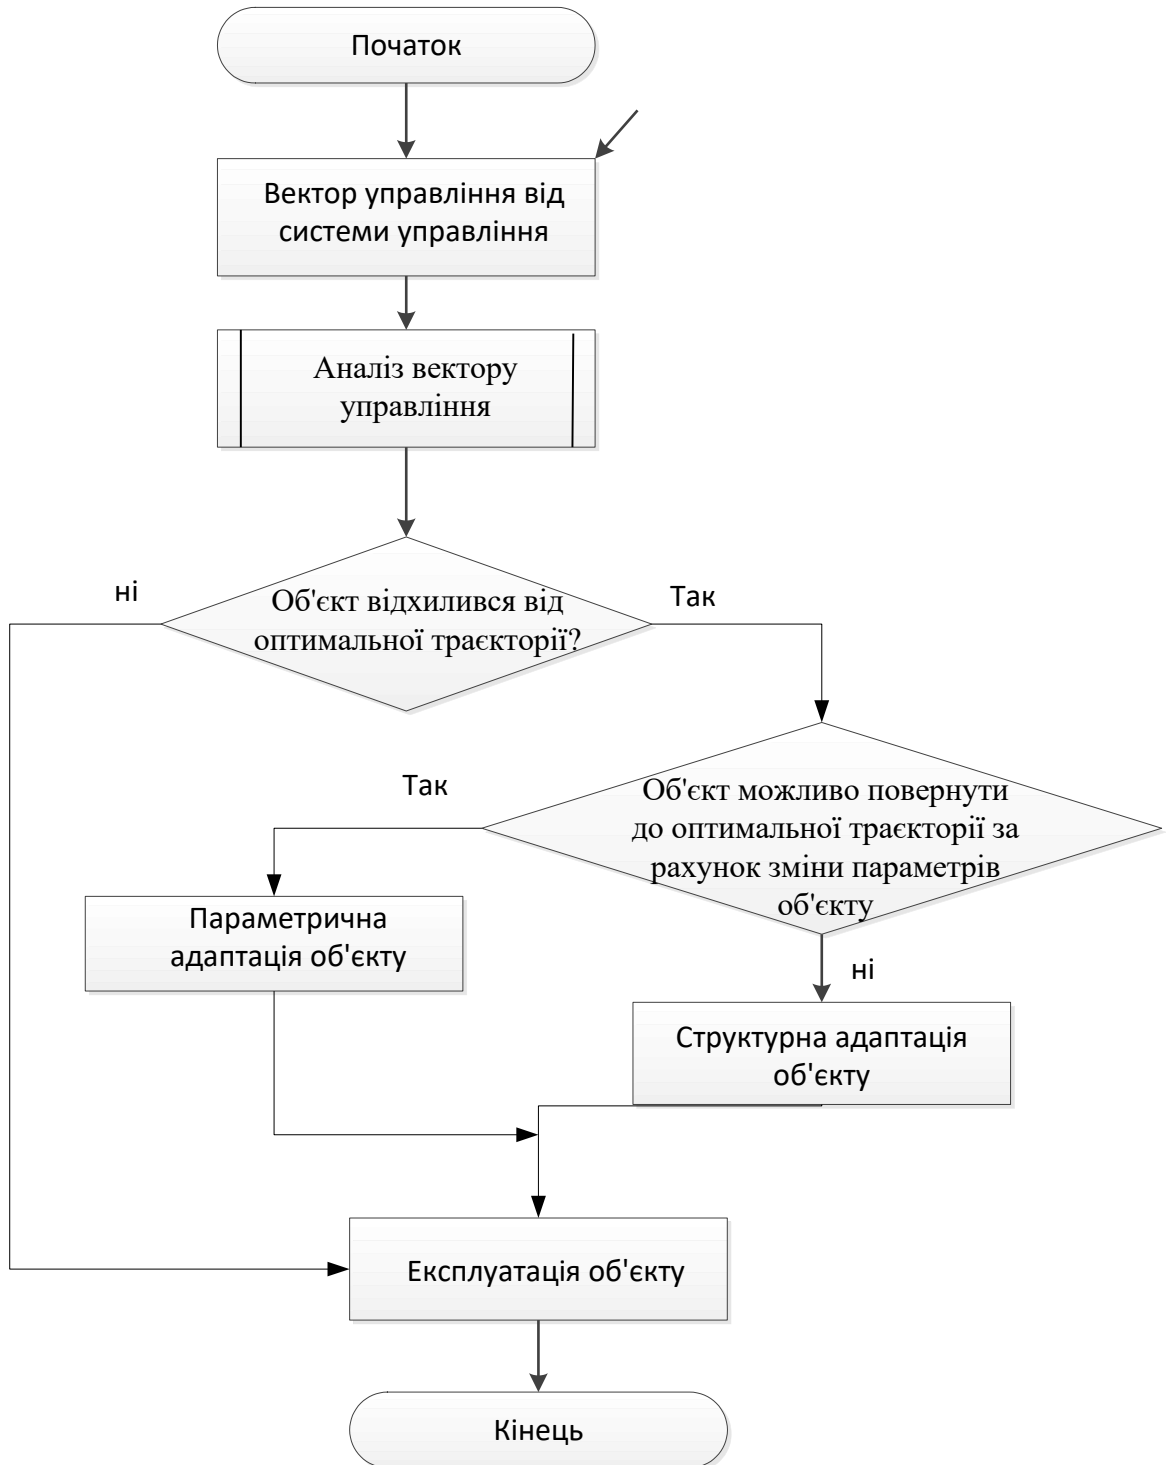 Початок
Вектор управління від
системи управління
Аналіз вектору
управління
ні
Так
Об'єкт відхилився від
оптимальної траєкторії?
Так
Об'єкт можливо повернути
до оптимальної траєкторії за
рахунок зміни параметрів
об'єкту
Параметрична
адаптація об'єкту
ні
Структурна адаптація
об'єкту
Експлуатація об'єкту
Кінець